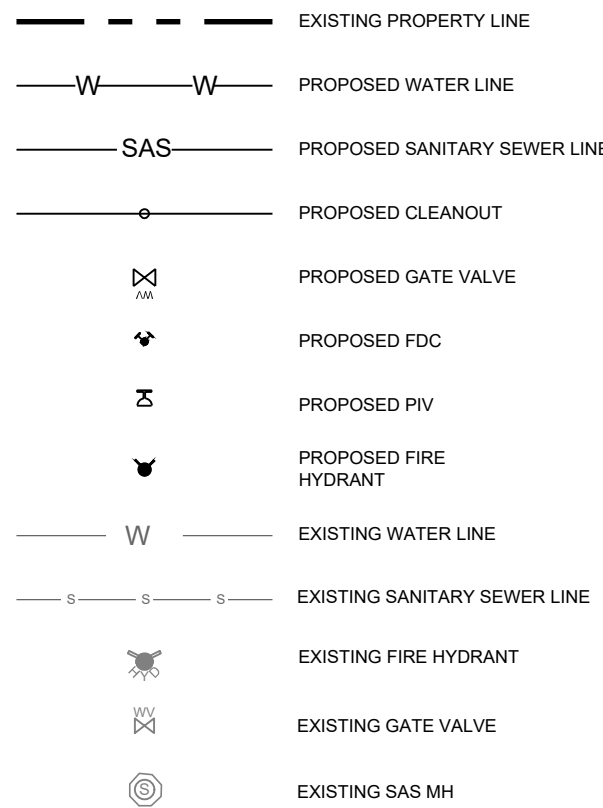 EXISTING PROPERTY LINE
W W PROPOSED WATER LINE
SAS PROPOSED SANITARY SEWER LINE
PROPOSED CLEANOUT
PROPOSED GATE VALVE
PROPOSED FDC
PROPOSED PIV
PROPOSED FIRE
HYDRANT
W EXISTING WATER LINE
S S S EXISTING SANITARY SEWER LINE
EXISTING FIRE HYDRANT
HYD
WV
EXISTING GATE VALVE
S EXISTING SAS MH